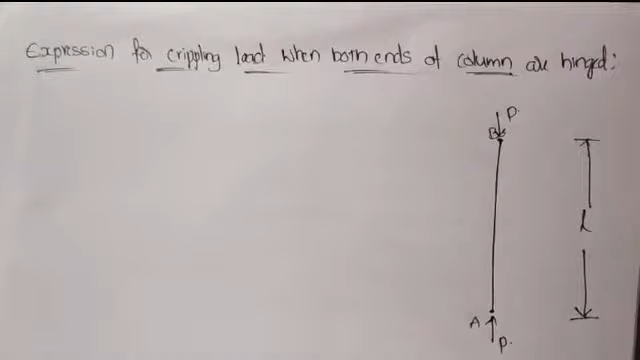 Expression for crippling load when both ends of column are hinged:
P.
B
l
A
P.